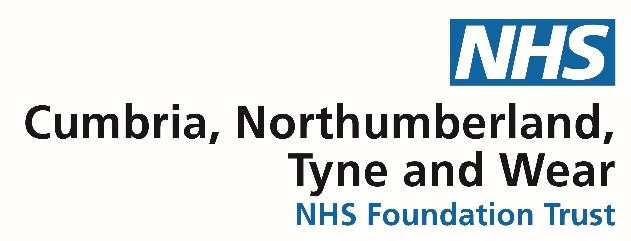 NHS
Cumbria, Northumberland,
Tyne and Wear
NHS Foundation Trust